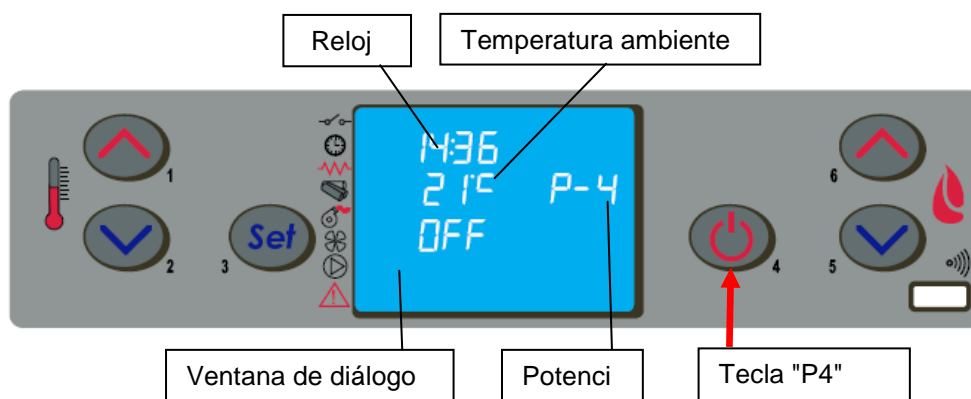 Reloj
Temperatura ambiente
14:36
21°C P-4
OFF
1
2
Set
3
4
6
5
Ventana de diálogo
Potenci
Tecla "P4"